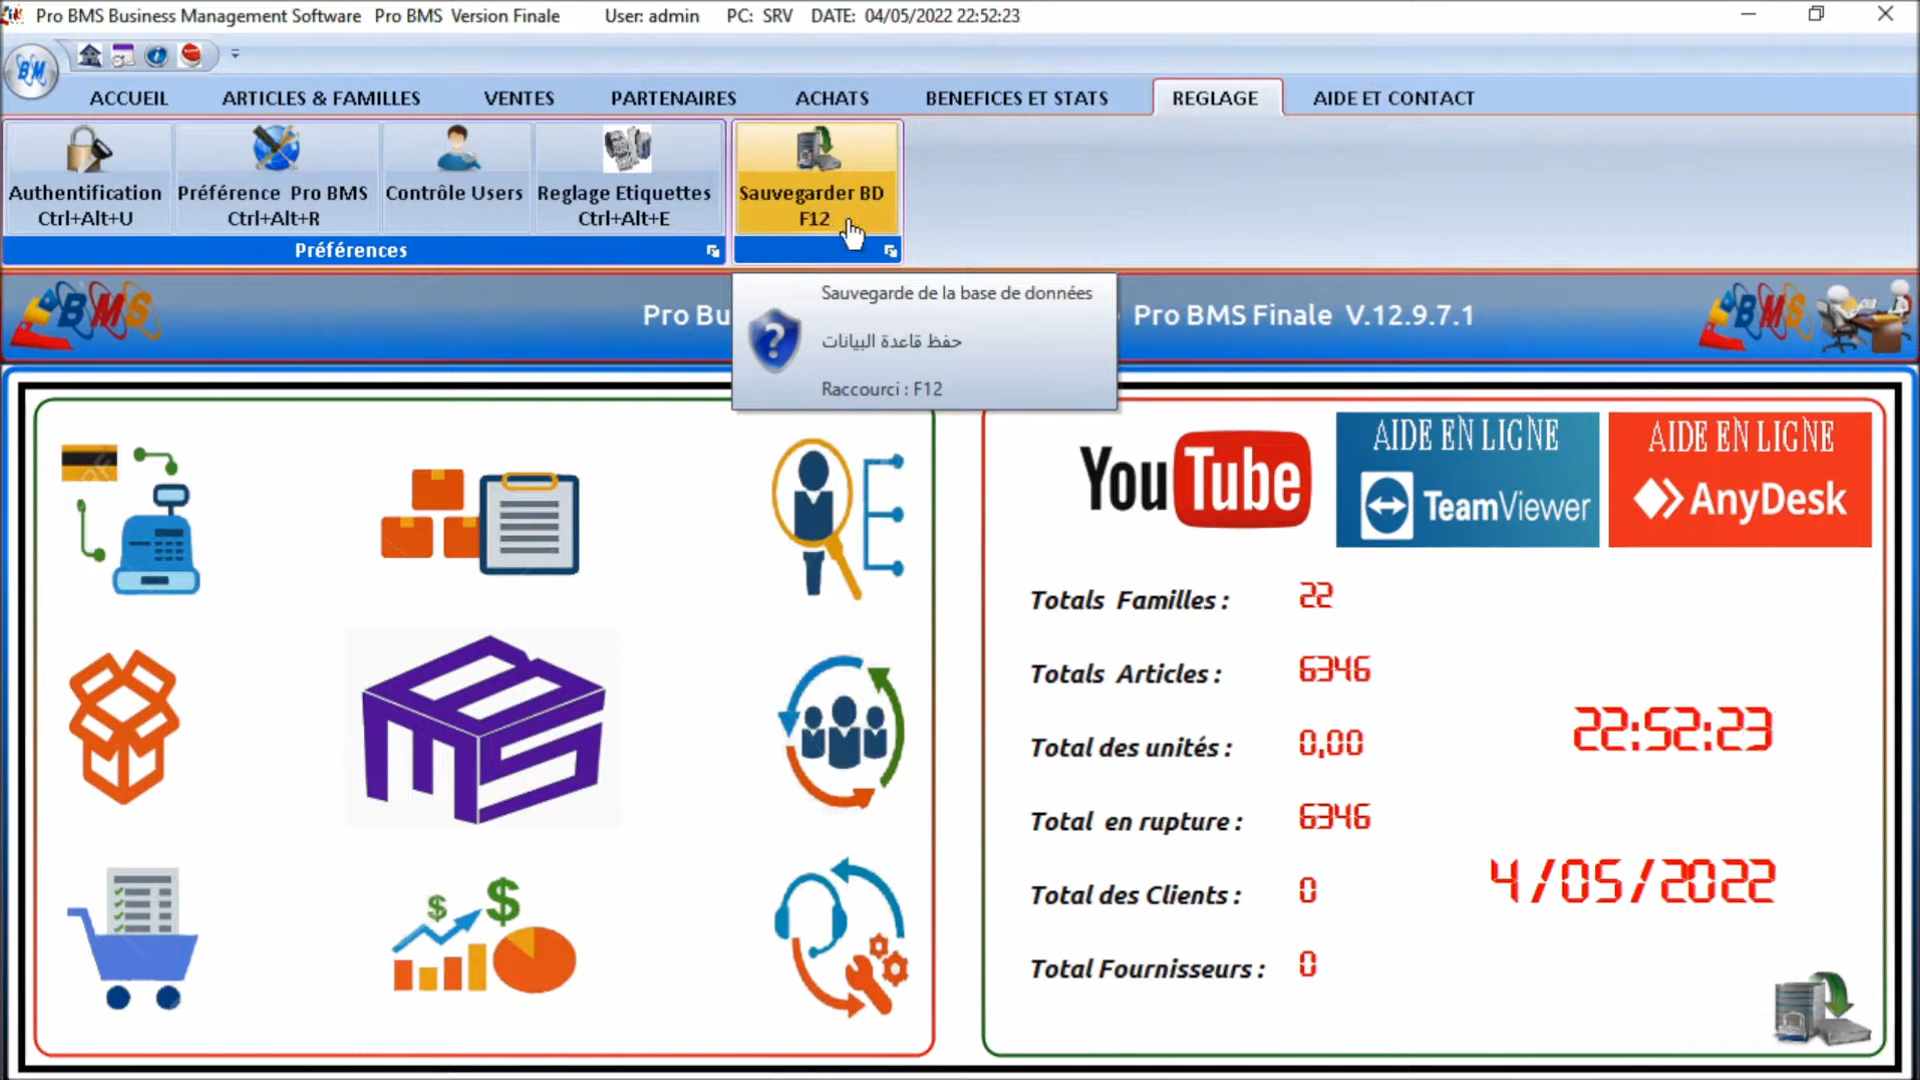 Pro BMS Business Management Software   Pro BMS  Version Finale   User: admin   PC:  SRV   DATE:  04/05/2022 22:52:23
BM
ACCUEIL   ARTICLES & FAMILLES   VENTES   PARTENAIRES   ACHATS   BENEFICES ET STATS   REGLAGE   AIDE ET CONTACT
Authentification
Ctrl+Alt+U
Préférence  Pro BMS
Ctrl+Alt+R
Contrôle Users
Reglage Etiquettes
Ctrl+Alt+E
Sauvegarder BD
F12
Préférences
BMS
Pro Bu
Pro BMS Finale  V.12.9.7.1
BMS
Sauvegarde de la base de données
حفظ قاعدة البيانات
Raccourci : F12
BMS
YouTube
AIDE EN LIGNE
TeamViewer
AIDE EN LIGNE
AnyDesk
Totals  Familles :   22
Totals  Articles :   6346
Total des unités :   0,00
Total  en rupture :   6346
Total des Clients :   0
Total Fournisseurs :   0
22:52:23
4/05/2022